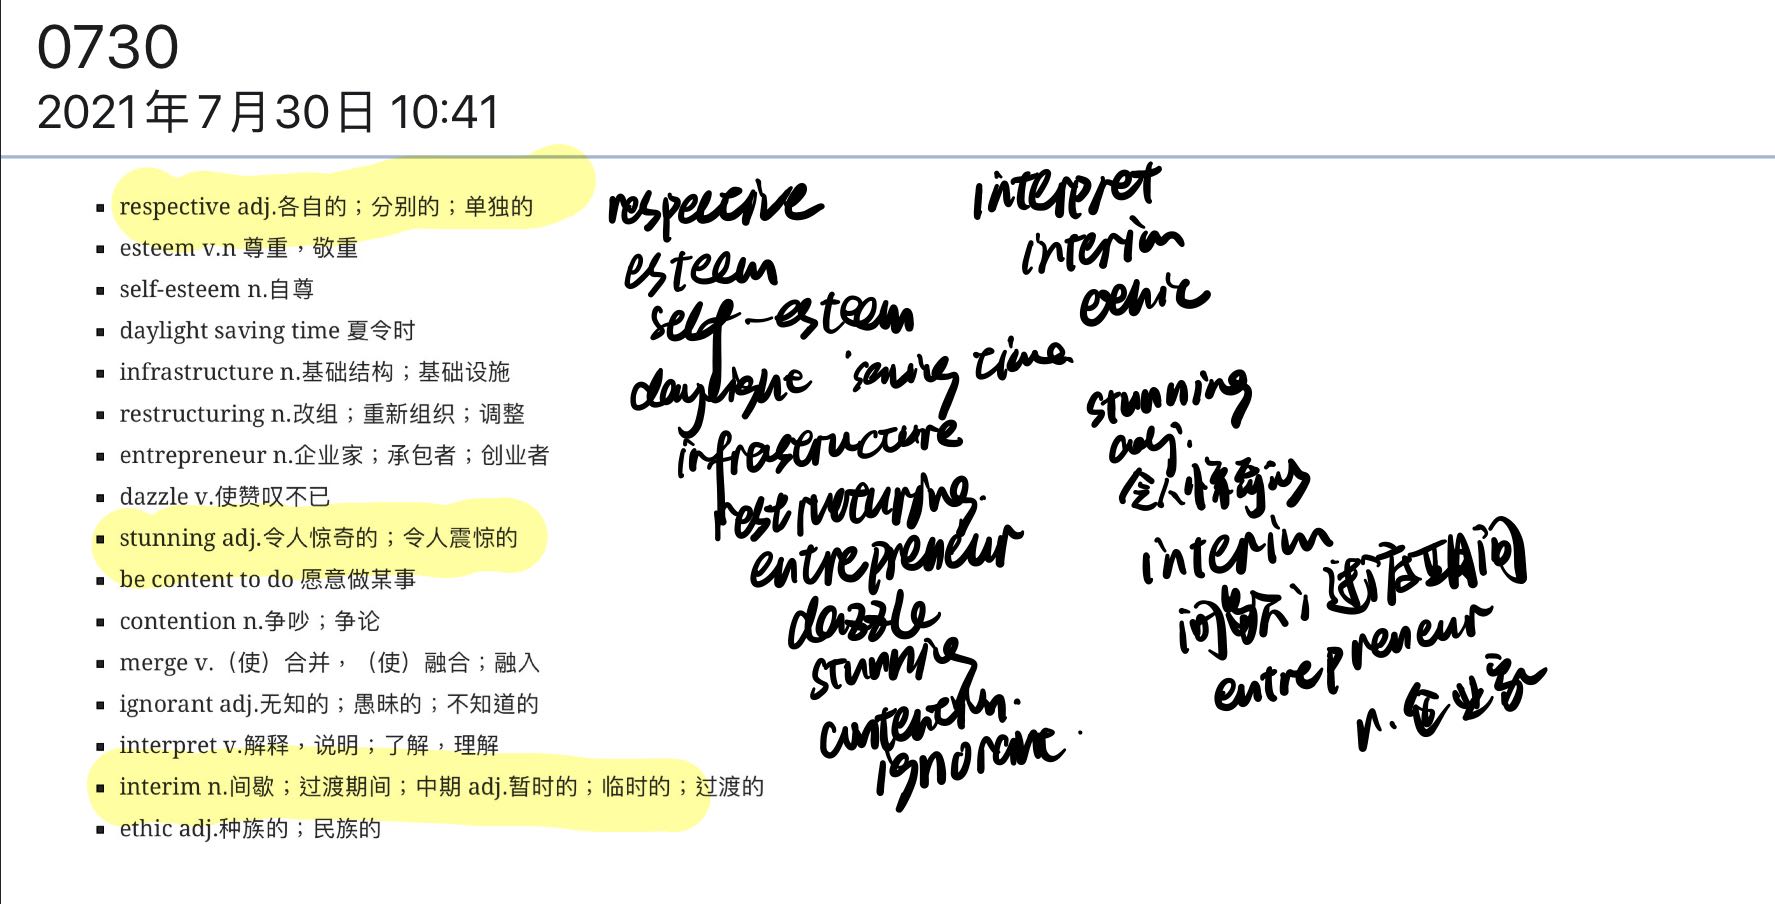 0730
2021年7月30日 10:41
respective adj.各自的；分别的；单独的
esteem v.n 尊重，敬重
self-esteem n.自尊
daylight saving time 夏令时
infrastructure n.基础结构；基础设施
restructuring n.改组；重新组织；调整
entrepreneur n.企业家；承包者；创业者
dazzle v.使赞叹不已
stunning adj.令人惊奇的；令人震惊的
be content to do 愿意做某事
contention n.争吵；争论
merge v.（使）合并，（使）融合；融入
ignorant adj.无知的；愚昧的；不知道的
interpret v.解释，说明；了解，理解
interim n.间歇；过渡期间；中期 adj.暂时的；临时的；过渡的
ethic adj.种族的；民族的
respective
esteem
self-esteem
daylight saving time
infrastructure
restructuring.
entrepreneur
dazzle
stunning
contention.
ignorant
interpret
interim
stunning
adj.
令人惊奇的
interim
entrepreneur
n.企业家